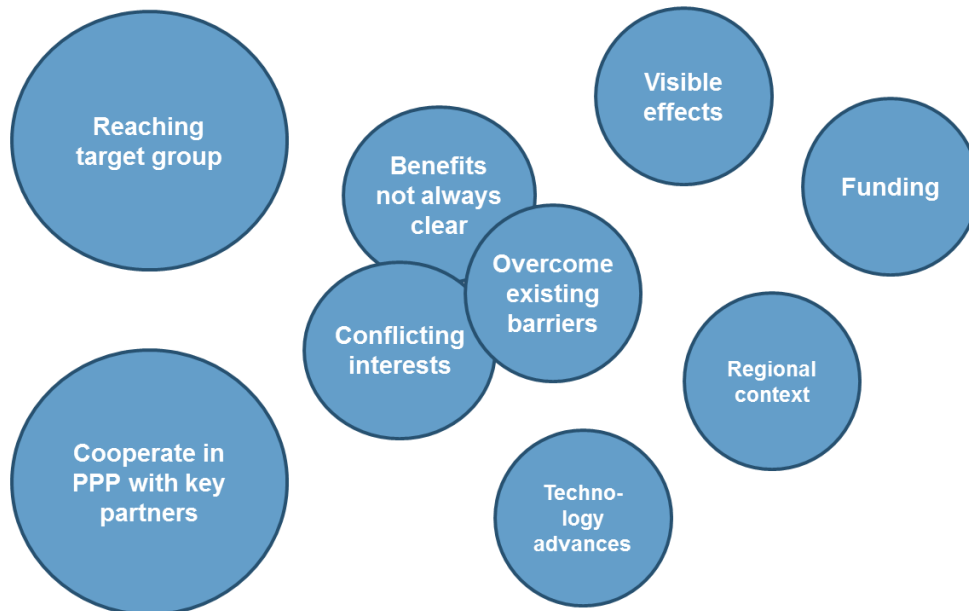 Reaching
target group
Benefits
not always
clear
Visible
effects
Funding
Overcome
existing
barriers
Conflicting
interests
Regional
context
Cooperate in
PPP with key
partners
Techno-
logy
advances